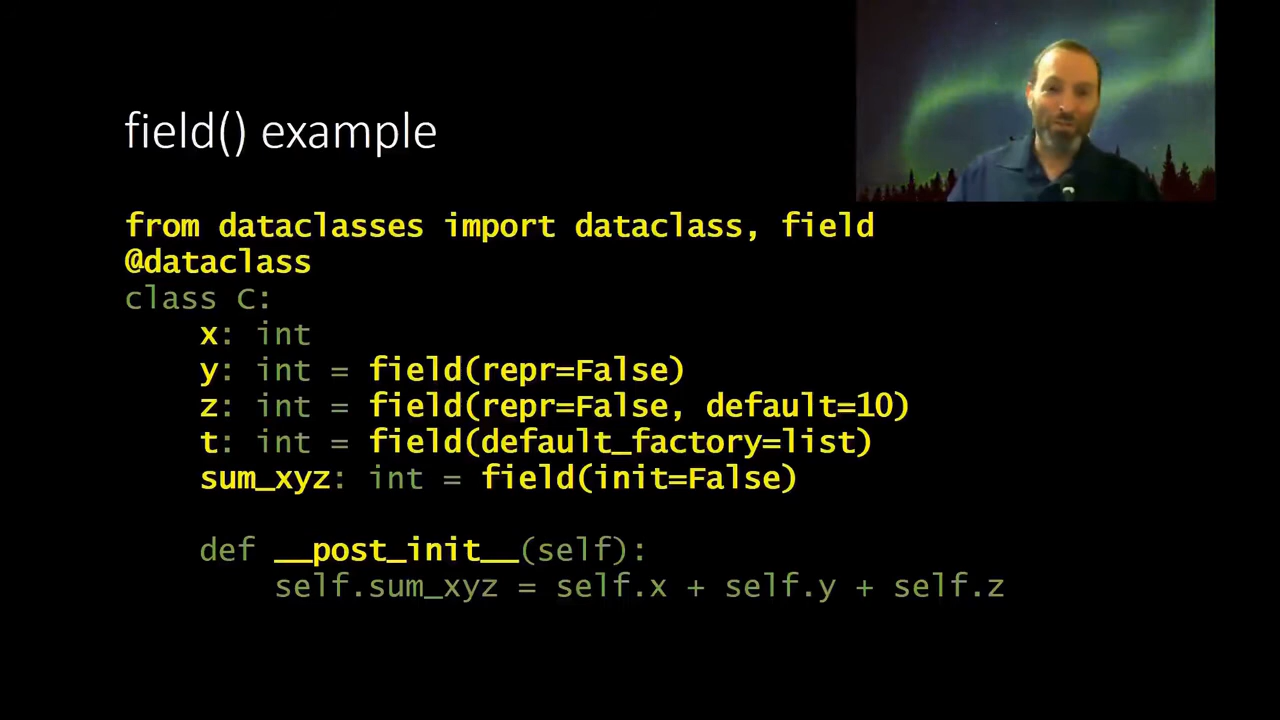 field() example
from dataclasses import dataclass, field
@dataclass
class C:
    x: int
    y: int = field(repr=False)
    z: int = field(repr=False, default=10)
    t: int = field(default_factory=list)
    sum_xyz: int = field(init=False)
    def __post_init__(self):
        self.sum_xyz = self.x + self.y + self.z